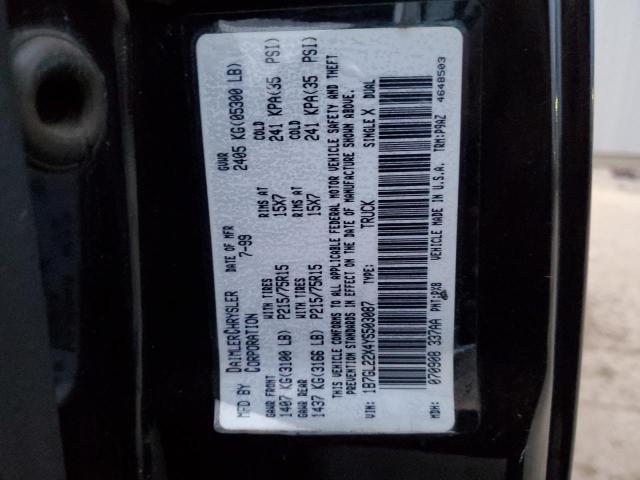 MFD BY DAIMLERCHRYSLER CORPORATION DATE OF MFR 7-99 GVWR 2405 KG(05300 LB)
GAWR FRONT WITH TIRES RIMS AT COLD
1407 KG(3100 LB) P215/75R15 15X7 241 KPA(35 PSI)
GAWR REAR WITH TIRES RIMS AT COLD
1437 KG(3166 LB) P215/75R15 15X7 241 KPA(35 PSI)
THIS VEHICLE CONFORMS TO ALL APPLICABLE FEDERAL MOTOR VEHICLE SAFETY AND THEFT
PREVENTION STANDARDS IN EFFECT ON THE DATE OF MANUFACTURE SHOWN ABOVE.
VIN: 1B7GL22X4YS503087 TYPE: TRUCK SINGLE X DUAL
MDH: 070908 337AA PNT:PX8 VEHICLE MADE IN U.S.A. TRM:P9AZ 4648503